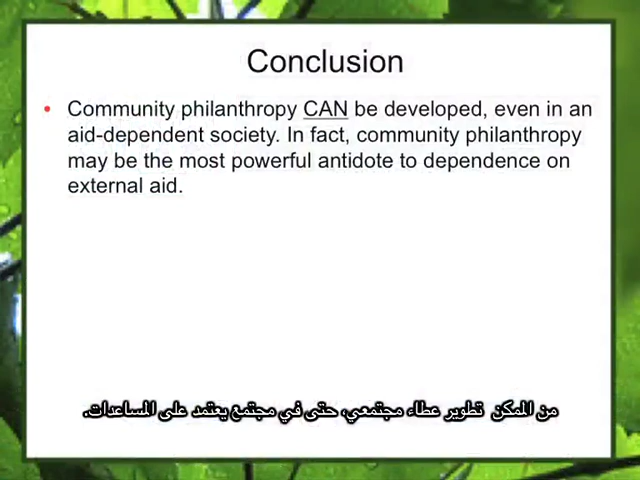 Conclusion
• Community philanthropy CAN be developed, even in an
aid-dependent society. In fact, community philanthropy
may be the most powerful antidote to dependence on
external aid.
من الممكن تطوير عطاء مجتمعي، حتى في مجتمع يعتمد على المساعدات.